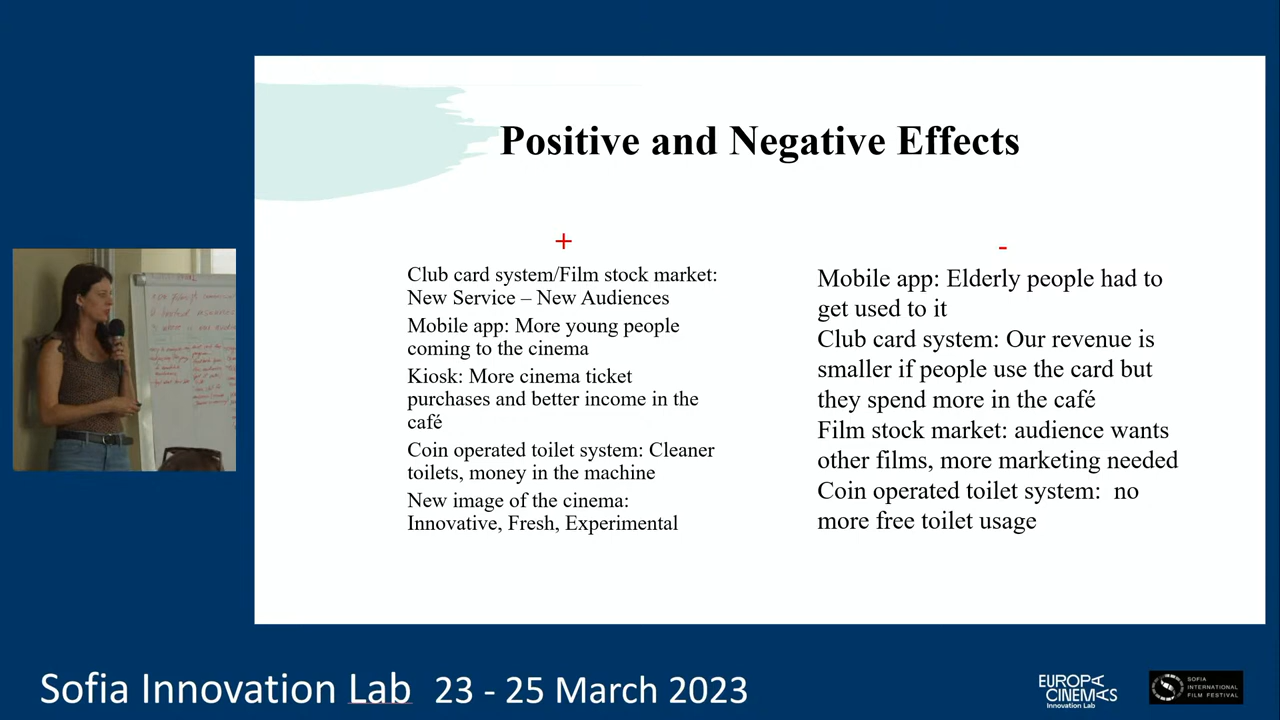 Positive and Negative Effects
+
Club card system/Film stock market:
New Service – New Audiences
Mobile app: More young people
coming to the cinema
Kiosk: More cinema ticket
purchases and better income in the
café
Coin operated toilet system: Cleaner
toilets, money in the machine
New image of the cinema:
Innovative, Fresh, Experimental
-
Mobile app: Elderly people had to
get used to it
Club card system: Our revenue is
smaller if people use the card but
they spend more in the café
Film stock market: audience wants
other films, more marketing needed
Coin operated toilet system:  no
more free toilet usage
Sofia Innovation Lab 23 - 25 March 2023
EUROPA
CINEMAS
Innovation Lab
SOFIA
INTERNATIONAL
FILM FESTIVAL